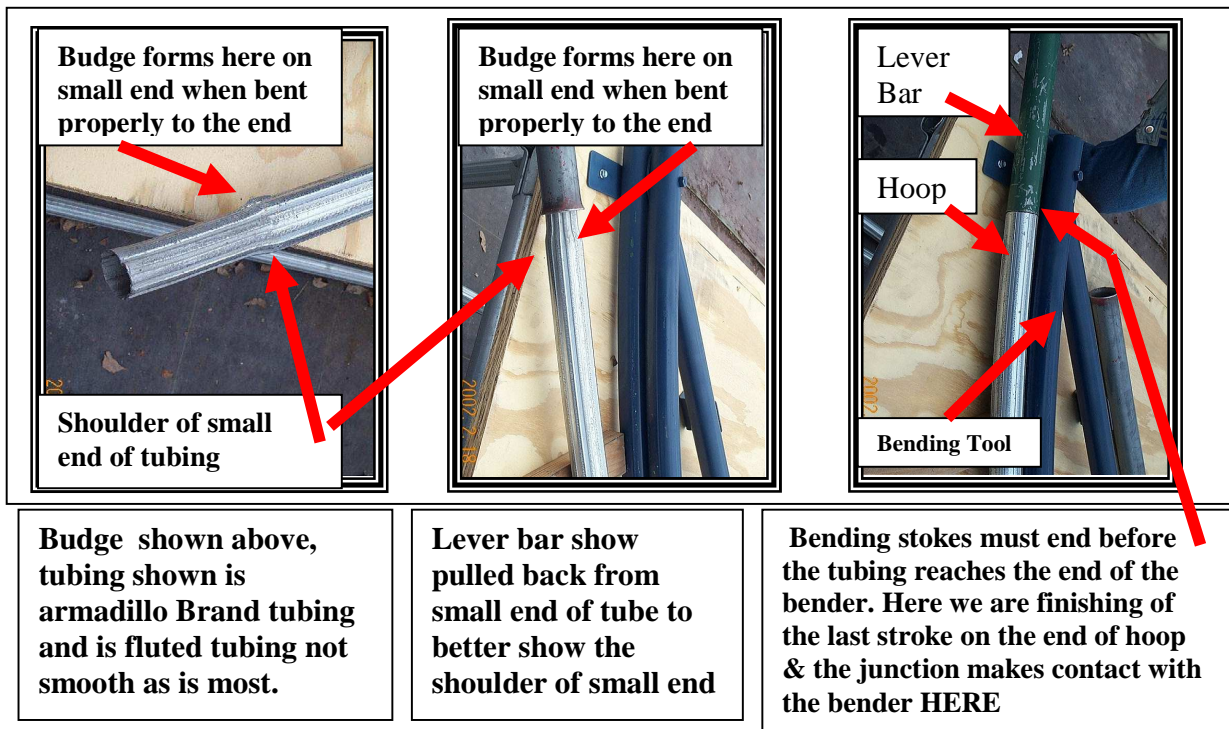 Budge forms here on
small end when bent
properly to the end
Shoulder of small
end of tubing
Budge forms here on
small end when bent
properly to the end
2002 2 18
Lever
Bar
Hoop
Bending Tool
2002
Budge shown above,
tubing shown is
armadillo Brand tubing
and is fluted tubing not
smooth as is most.
Lever bar show
pulled back from
small end of tube to
better show the
shoulder of small end
Bending stokes must end before
the tubing reaches the end of the
bender. Here we are finishing of
the last stroke on the end of hoop
& the junction makes contact with
the bender HERE